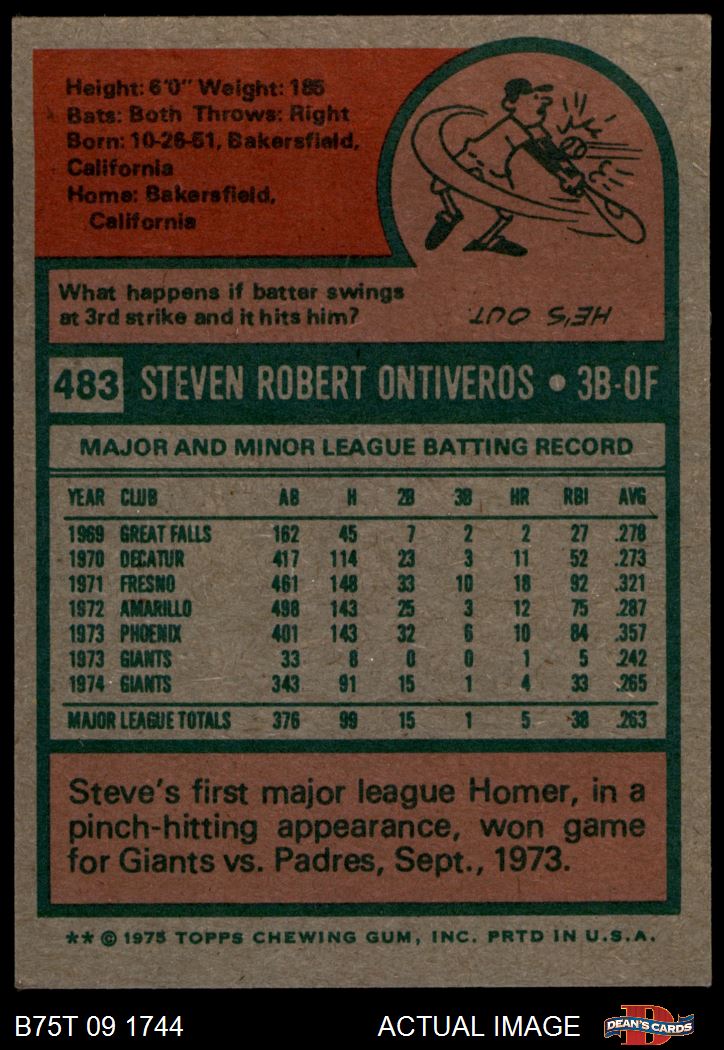 Height: 6'0" Weight: 185
Bats: Both Throws: Right
Born: 10-26-51, Bakersfield,
California
Home: Bakersfield,
California
What happens if batter swings
at 3rd strike and it hits him?
HE'S OUT
483 STEVEN ROBERT ONTIVEROS • 3B-OF
MAJOR AND MINOR LEAGUE BATTING RECORD
YEAR CLUB AB H 2B 3B HR RBI AVG
1969 GREAT FALLS 162 45 7 2 2 27 .278
1970 DECATUR 417 114 23 3 11 52 .273
1971 FRESNO 461 148 33 10 18 92 .321
1972 AMARILLO 498 143 25 3 12 75 .287
1973 PHOENIX 401 143 32 6 10 84 .357
1973 GIANTS 33 8 0 0 1 5 .242
1974 GIANTS 343 91 15 1 4 33 .265
MAJOR LEAGUE TOTALS 376 99 15 1 5 38 .263
Steve's first major league Homer, in a
pinch-hitting appearance, won game
for Giants vs. Padres, Sept., 1973.
** © 1975 TOPPS CHEWING GUM, INC. PRTD IN U.S.A.
B75T 09 1744 ACTUAL IMAGE DEAN'S CARDS